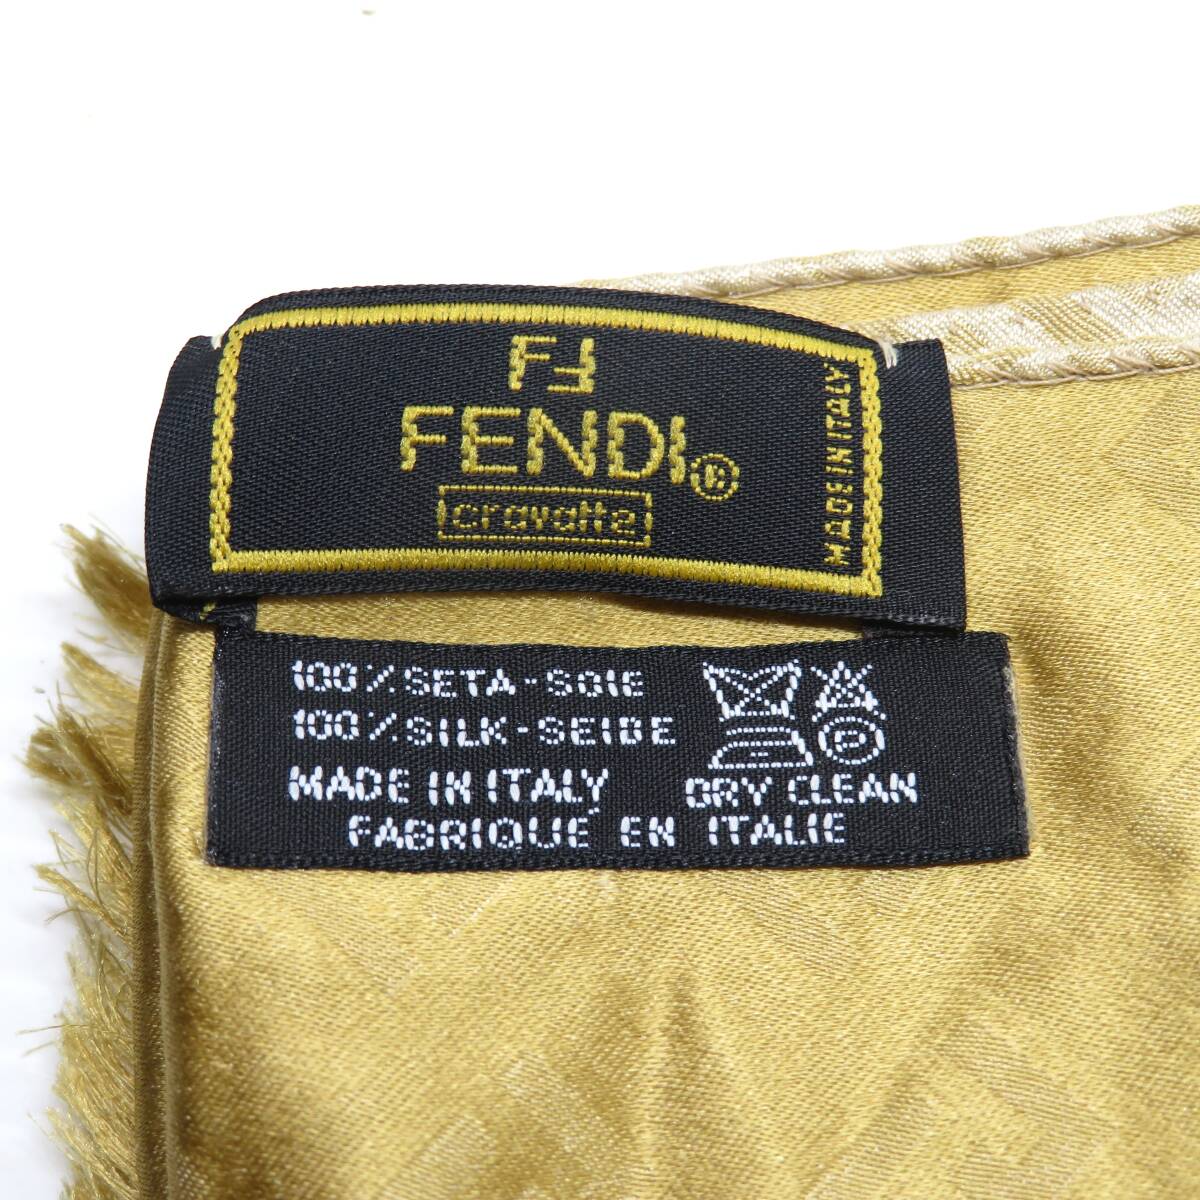 FF
FENDI®
cravatte
MADE IN ITALY
100% SETA-SOIE
100% SILK-SEIDE
MADE IN ITALY
DRY CLEAN
FABRIQUE EN ITALIE
P